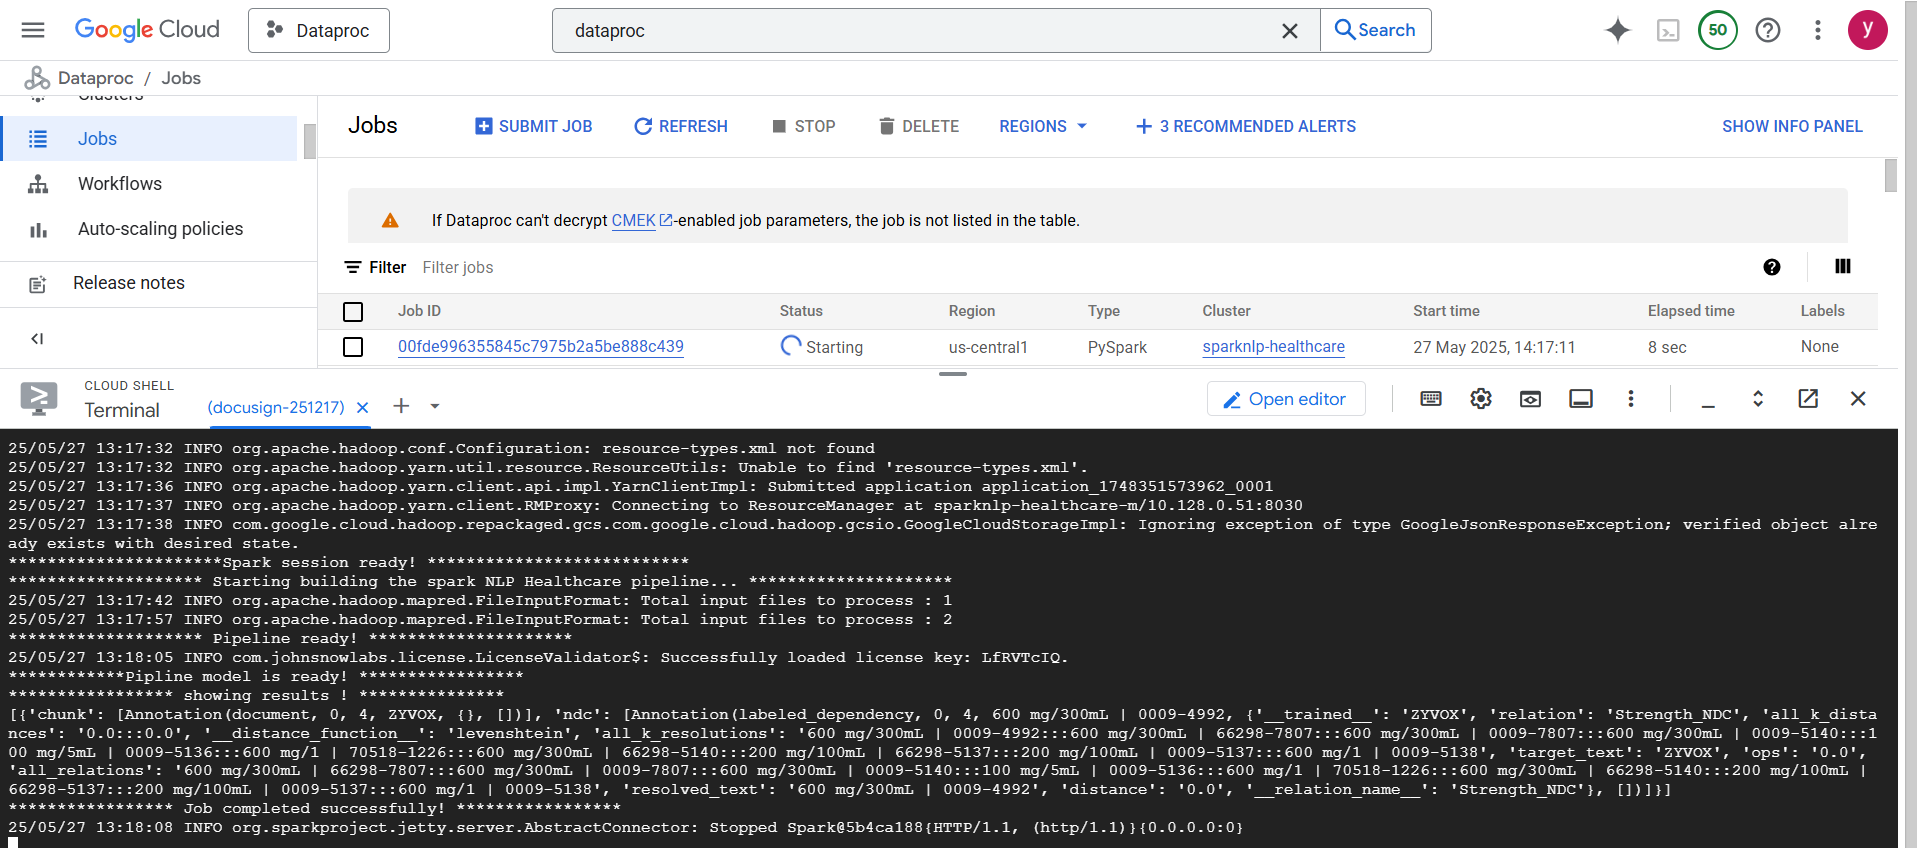 Google Cloud
Dataproc
dataproc
Search
50
y
Dataproc / Jobs
Clusters
Jobs
Workflows
Auto-scaling policies
Release notes
Jobs
SUBMIT JOB
REFRESH
STOP
DELETE
REGIONS
3 RECOMMENDED ALERTS
SHOW INFO PANEL
If Dataproc can't decrypt CMEK-enabled job parameters, the job is not listed in the table.
Filter Filter jobs
Job ID Status Region Type Cluster Start time Elapsed time Labels
00fde996355845c7975b2a5be888c439 Starting us-central1 PySpark sparknlp-healthcare 27 May 2025, 14:17:11 8 sec None
CLOUD SHELL
Terminal
(docusign-251217)
Open editor
25/05/27 13:17:32 INFO org.apache.hadoop.conf.Configuration: resource-types.xml not found
25/05/27 13:17:32 INFO org.apache.hadoop.yarn.util.resource.ResourceUtils: Unable to find 'resource-types.xml'.
25/05/27 13:17:36 INFO org.apache.hadoop.yarn.client.api.impl.YarnClientImpl: Submitted application application_1748351573962_0001
25/05/27 13:17:37 INFO org.apache.hadoop.yarn.client.RMProxy: Connecting to ResourceManager at sparknlp-healthcare-m/10.128.0.51:8030
25/05/27 13:17:38 INFO com.google.cloud.hadoop.repackaged.gcs.com.google.cloud.hadoop.gcsio.GoogleCloudStorageImpl: Ignoring exception of type GoogleJsonResponseException; verified object alre
ady exists with desired state.
**********************Spark session ready! ***************************
******************** Starting building the spark NLP Healthcare pipeline... *********************
25/05/27 13:17:42 INFO org.apache.hadoop.mapred.FileInputFormat: Total input files to process : 1
25/05/27 13:17:57 INFO org.apache.hadoop.mapred.FileInputFormat: Total input files to process : 2
******************** Pipeline ready! *********************
25/05/27 13:18:05 INFO com.johnsnowlabs.license.LicenseValidator$: Successfully loaded license key: LfRVTcIQ.
************Pipline model is ready! *****************
***************** showing results ! ***************
[{'chunk': [Annotation(document, 0, 4, ZYVOX, {}, [])], 'ndc': [Annotation(labeled_dependency, 0, 4, 600 mg/300mL | 0009-4992, {'__trained__': 'ZYVOX', 'relation': 'Strength_NDC', 'all_k_dista
nces': '0.0:::0.0', '__distance_function__': 'levenshtein', 'all_k_resolutions': '600 mg/300mL | 0009-4992:::600 mg/300mL | 66298-7807:::600 mg/300mL | 0009-7807:::600 mg/300mL | 0009-5140:::1
00 mg/5mL | 0009-5136:::600 mg/1 | 70518-1226:::600 mg/300mL | 66298-5140:::200 mg/100mL | 66298-5137:::200 mg/100mL | 0009-5137:::600 mg/1 | 0009-5138', 'target_text': 'ZYVOX', 'ops': '0.0',
'all_relations': '600 mg/300mL | 66298-7807:::600 mg/300mL | 0009-7807:::600 mg/300mL | 0009-5140:::100 mg/5mL | 0009-5136:::600 mg/1 | 70518-1226:::600 mg/300mL | 66298-5140:::200 mg/100mL |
66298-5137:::200 mg/100mL | 0009-5137:::600 mg/1 | 0009-5138', 'resolved_text': '600 mg/300mL | 0009-4992', 'distance': '0.0', '__relation_name__': 'Strength_NDC'}, [])]}]
***************** Job completed successfully! *****************
25/05/27 13:18:08 INFO org.sparkproject.jetty.server.AbstractConnector: Stopped Spark@5b4ca188{HTTP/1.1, (http/1.1)}{0.0.0.0:0}